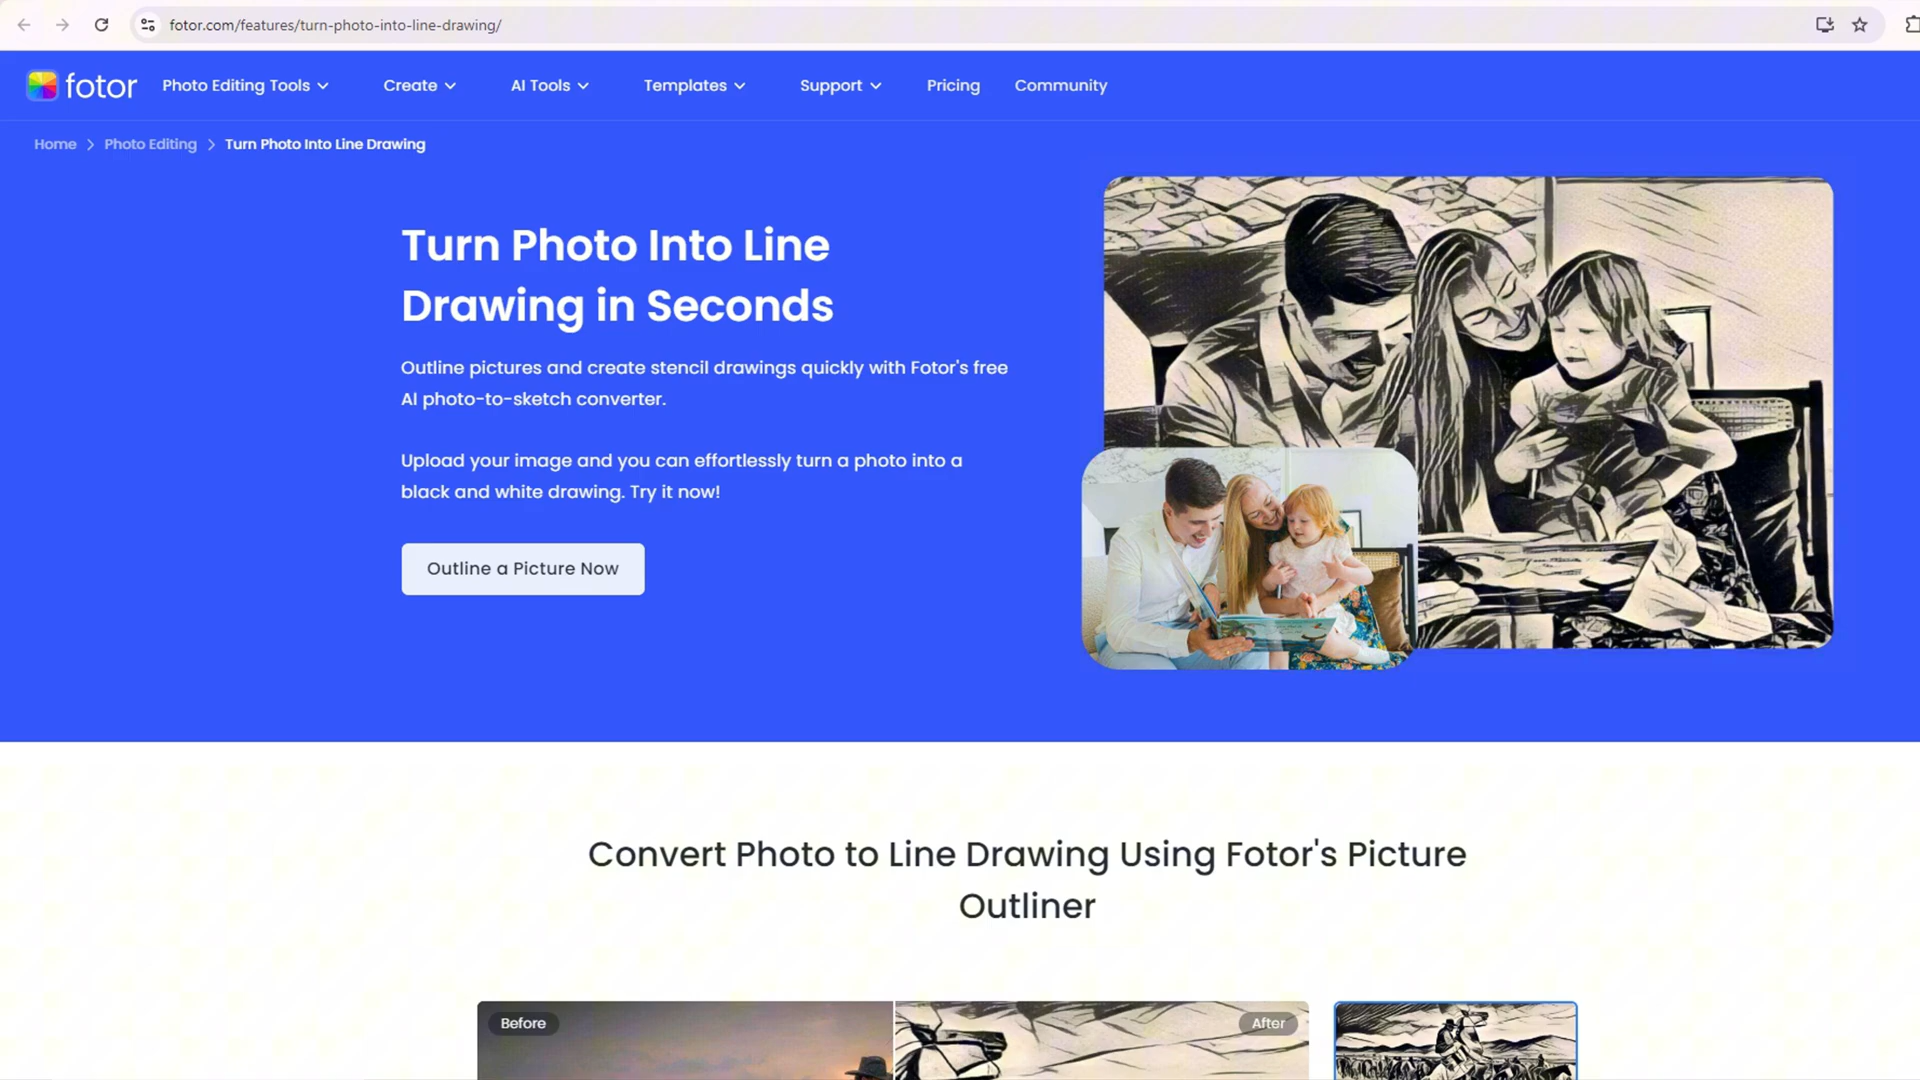 fotor.com/features/turn-photo-into-line-drawing/
fotor Photo Editing Tools Create AI Tools Templates Support Pricing Community
Home Photo Editing Turn Photo Into Line Drawing
Turn Photo Into Line
Drawing in Seconds
Outline pictures and create stencil drawings quickly with Fotor's free
AI photo-to-sketch converter.
Upload your image and you can effortlessly turn a photo into a
black and white drawing. Try it now!
Outline a Picture Now
Convert Photo to Line Drawing Using Fotor's Picture
Outliner
Before After